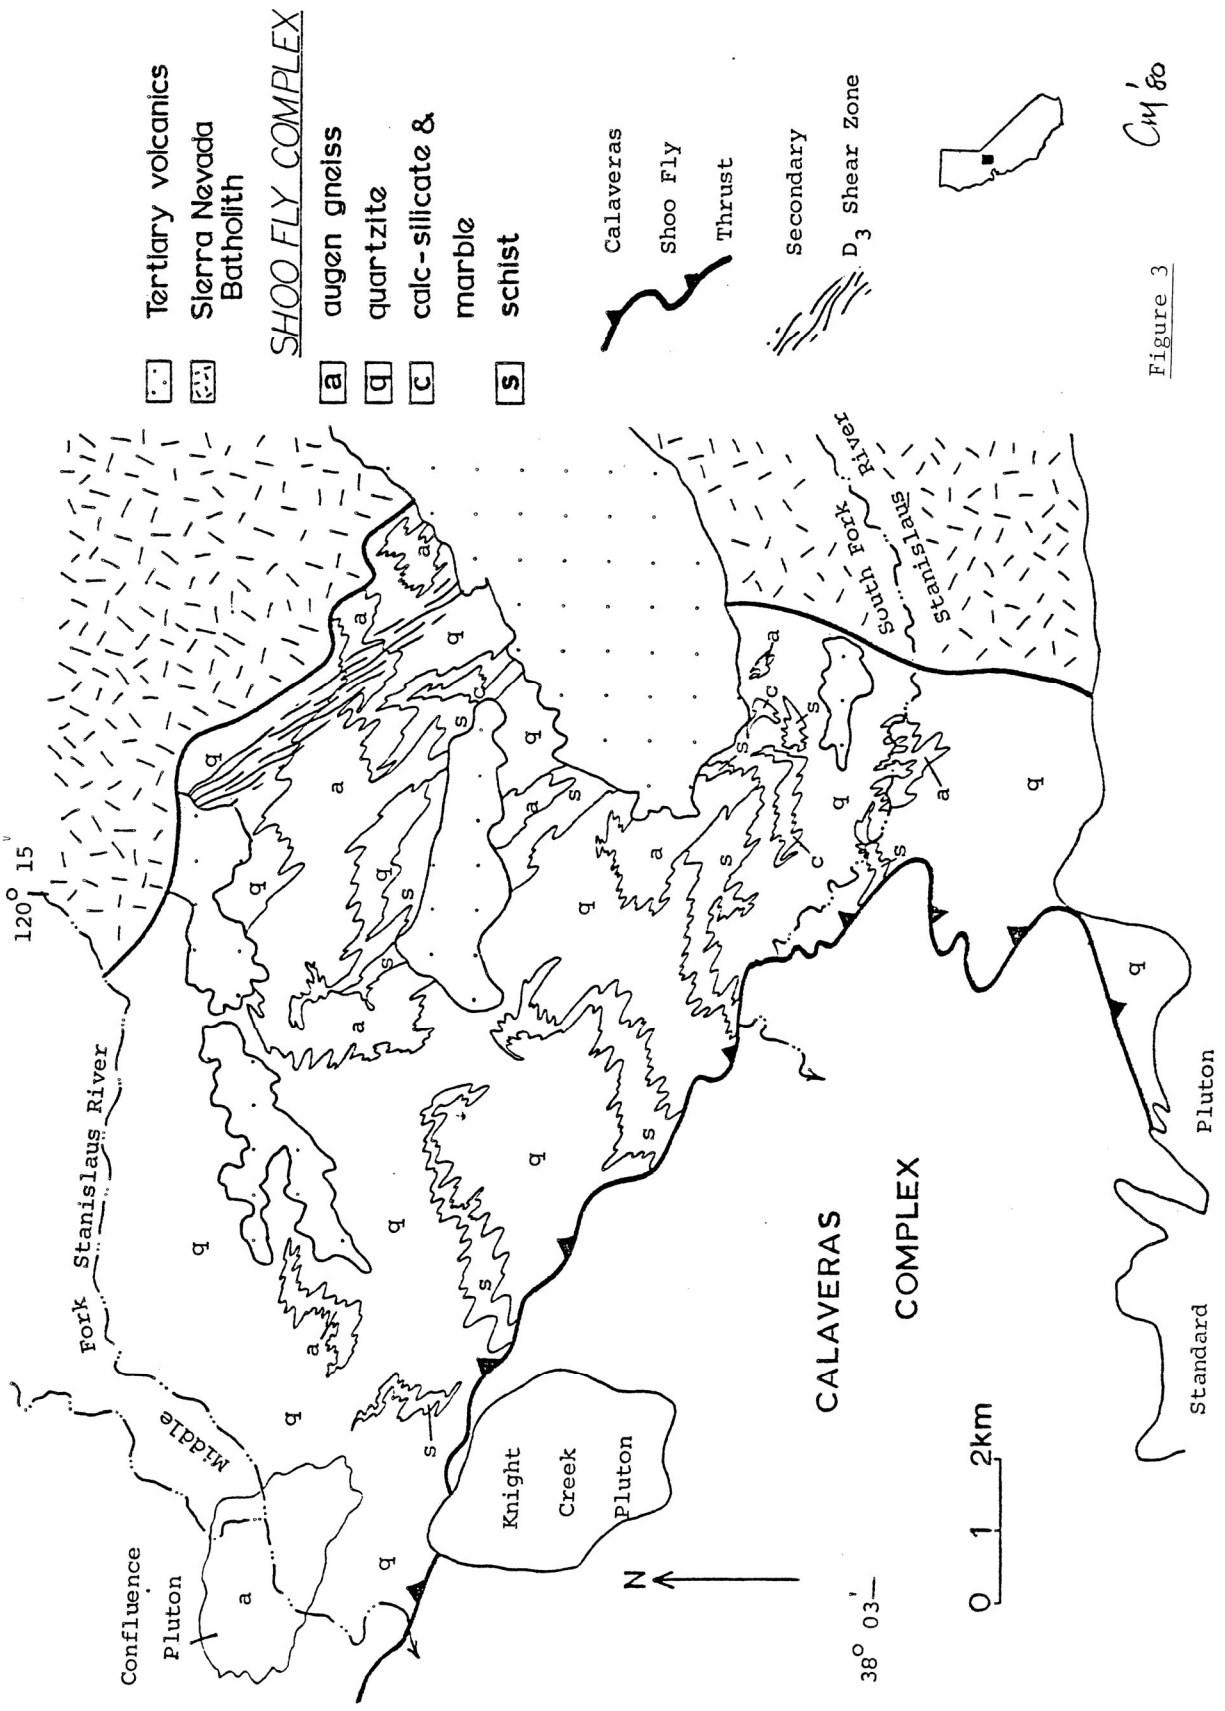 120° 15'
Fork Stanislaus River
Middle
Confluence
Pluton
a
q
q
q
q
q
a
a
a
a
a
a
q
q
s
s
s
s
c
q
q
a
s
q
a
s
s
c
s
a
c
q
s
a
a
q
q
q
s
s
s
Knight
Creek
Pluton
N
38° 03'
CALAVERAS
COMPLEX
0 1 2km
Standard
Pluton
South Fork
Stanislaus
River
Tertiary volcanics
Sierra Nevada
Batholith
SHOO FLY COMPLEX
a augen gneiss
q quartzite
c calc-silicate &
marble
s schist
Calaveras
Shoo Fly
Thrust
Secondary
D3 Shear Zone
Figure 3
CM '80